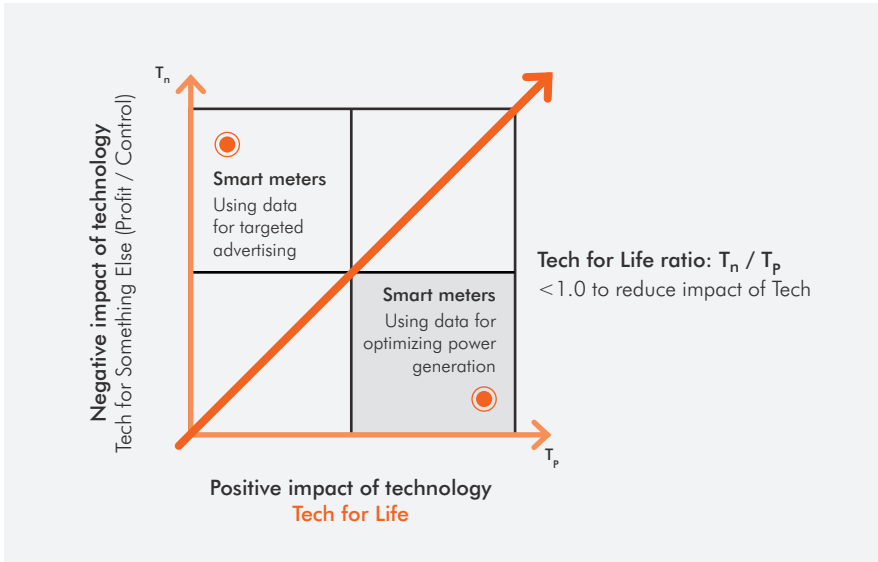 Tₙ
Negative impact of technology
Tech for Something Else (Profit / Control)
Smart meters
Using data
for targeted
advertising
Smart meters
Using data for
optimizing power
generation
Tech for Life ratio: Tₙ / Tₚ
<1.0 to reduce impact of Tech
Tₚ
Positive impact of technology
Tech for Life